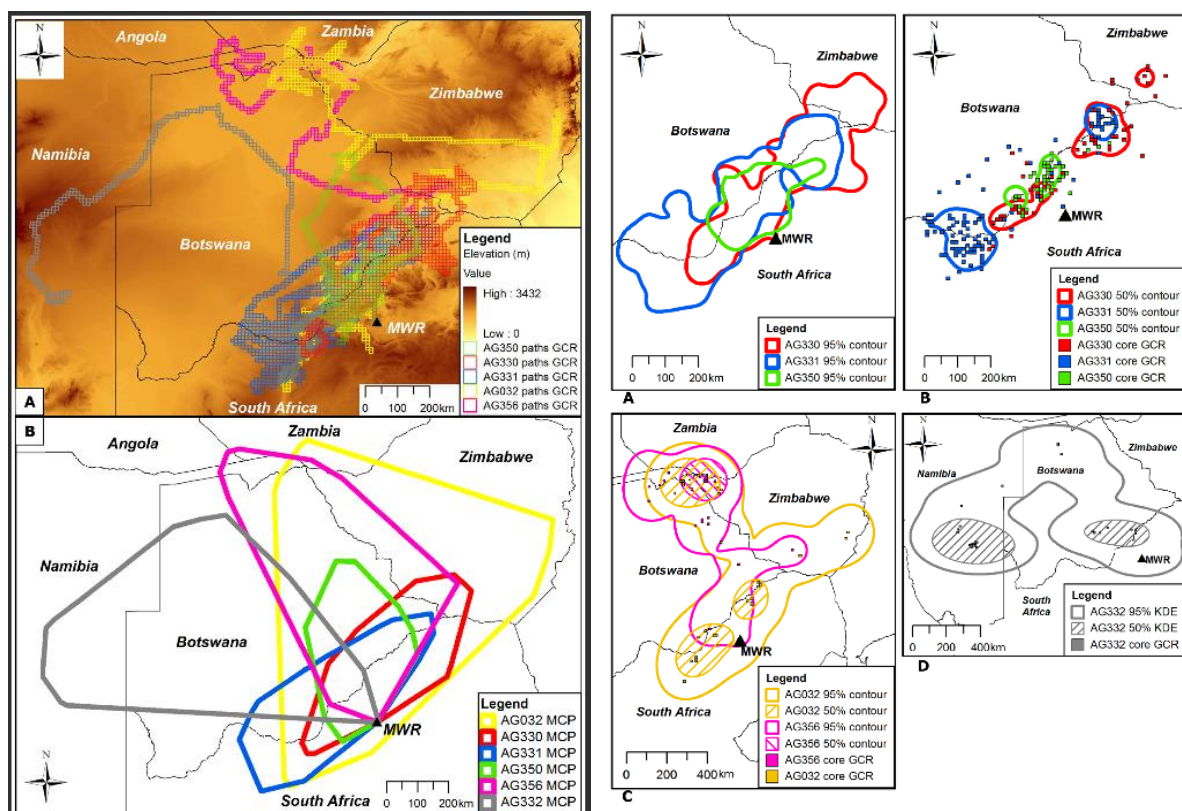 N
Angola
Zambia
Zimbabwe
Namibia
Botswana
MWR
South Africa
Legend
Elevation (m)
Value
High : 3432
Low : 0
AG350 paths GCR
AG330 paths GCR
AG331 paths GCR
AG032 paths GCR
AG356 paths GCR
0 100 200km
A
B
Angola
Zambia
Zimbabwe
Namibia
Botswana
MWR
South Africa
N
Legend
AG032 MCP
AG330 MCP
AG331 MCP
AG350 MCP
AG356 MCP
AG332 MCP
0 100 200km
N
Zimbabwe
Botswana
MWR
South Africa
Legend
AG330 95% contour
AG331 95% contour
AG350 95% contour
0 100 200km
A
N
Zimbabwe
Botswana
MWR
South Africa
Legend
AG330 50% contour
AG331 50% contour
AG350 50% contour
AG330 core GCR
AG331 core GCR
AG350 core GCR
0 100 200km
B
Zambia
N
Zimbabwe
Botswana
MWR
South Africa
Legend
AG032 95% contour
AG032 50% contour
AG356 95% contour
AG356 50% contour
AG356 core GCR
AG032 core GCR
0 200 400km
C
N
Zimbabwe
Namibia
Botswana
MWR
South
Africa
Legend
AG332 95% KDE
AG332 50% KDE
AG332 core GCR
0 200 400km
D